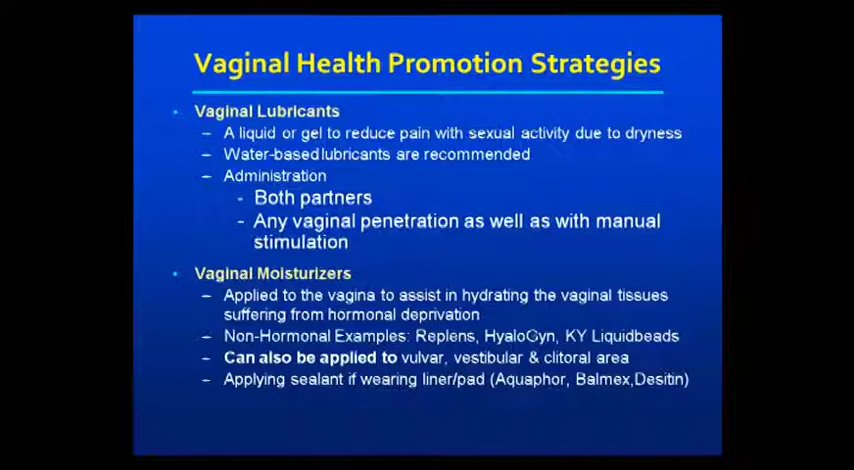 Vaginal Health Promotion Strategies
• Vaginal Lubricants
– A liquid or gel to reduce pain with sexual activity due to dryness
– Water-based lubricants are recommended
– Administration
- Both partners
- Any vaginal penetration as well as with manual
stimulation
• Vaginal Moisturizers
– Applied to the vagina to assist in hydrating the vaginal tissues
suffering from hormonal deprivation
– Non-Hormonal Examples: Replens, HyaloGyn, KY Liquidbeads
– Can also be applied to vulvar, vestibular & clitoral area
– Applying sealant if wearing liner/pad (Aquaphor, Balmex,Desitin)